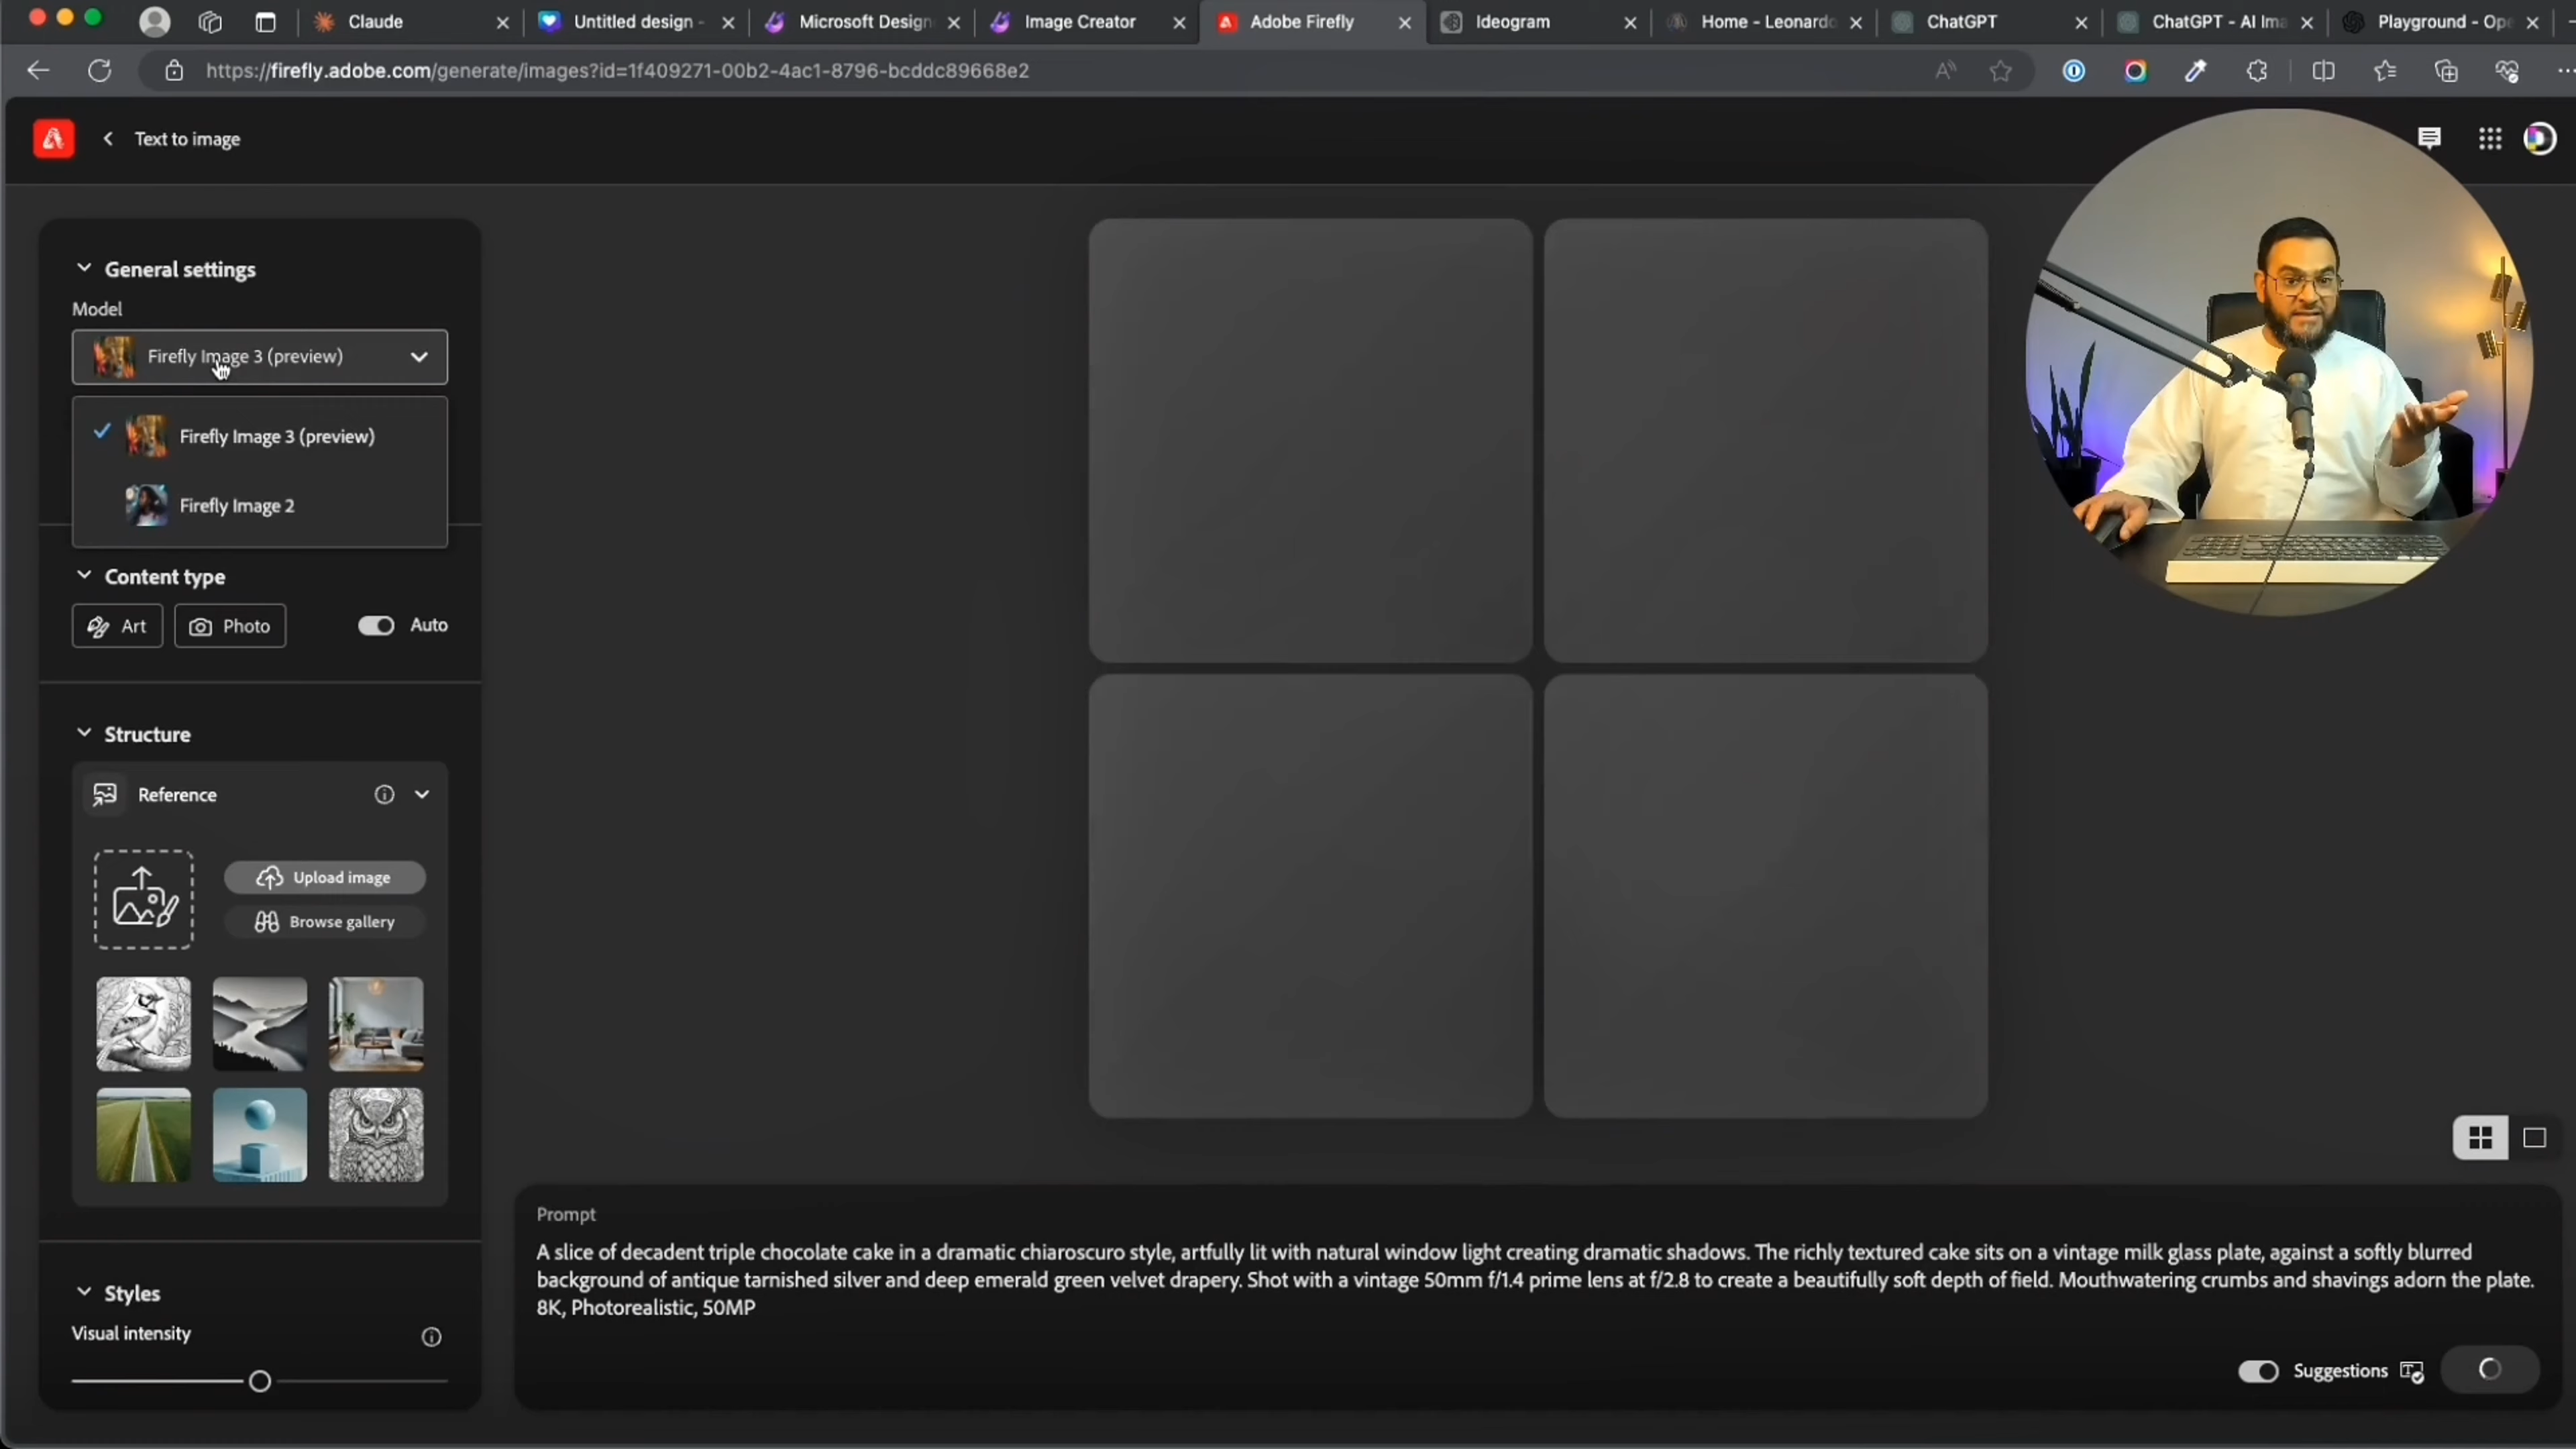 Claude
Untitled design -
Microsoft Design
Image Creator
Adobe Firefly
Ideogram
Home - Leonardo
ChatGPT
ChatGPT - AI Ima
Playground - Ope
https://firefly.adobe.com/generate/images?id=1f409271-00b2-4ac1-8796-bcddc89668e2
Text to image
General settings
Model
Firefly Image 3 (preview)
Firefly Image 3 (preview)
Firefly Image 2
Content type
Art
Photo
Auto
Structure
Reference
Upload image
Browse gallery
Styles
Visual intensity
Prompt
A slice of decadent triple chocolate cake in a dramatic chiaroscuro style, artfully lit with natural window light creating dramatic shadows. The richly textured cake sits on a vintage milk glass plate, against a softly blurred
background of antique tarnished silver and deep emerald green velvet drapery. Shot with a vintage 50mm f/1.4 prime lens at f/2.8 to create a beautifully soft depth of field. Mouthwatering crumbs and shavings adorn the plate.
8K, Photorealistic, 50MP
Suggestions